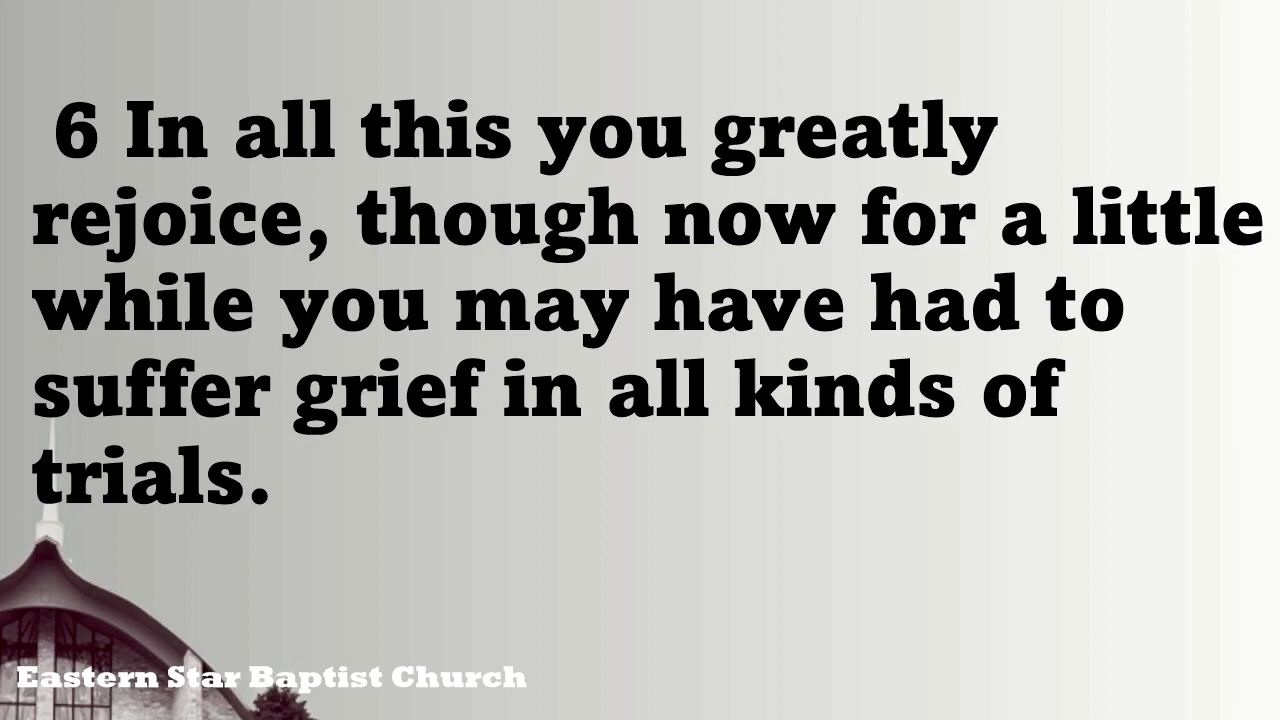 6 In all this you greatly
rejoice, though now for a little
while you may have had to
suffer grief in all kinds of
trials.
Eastern Star Baptist Church